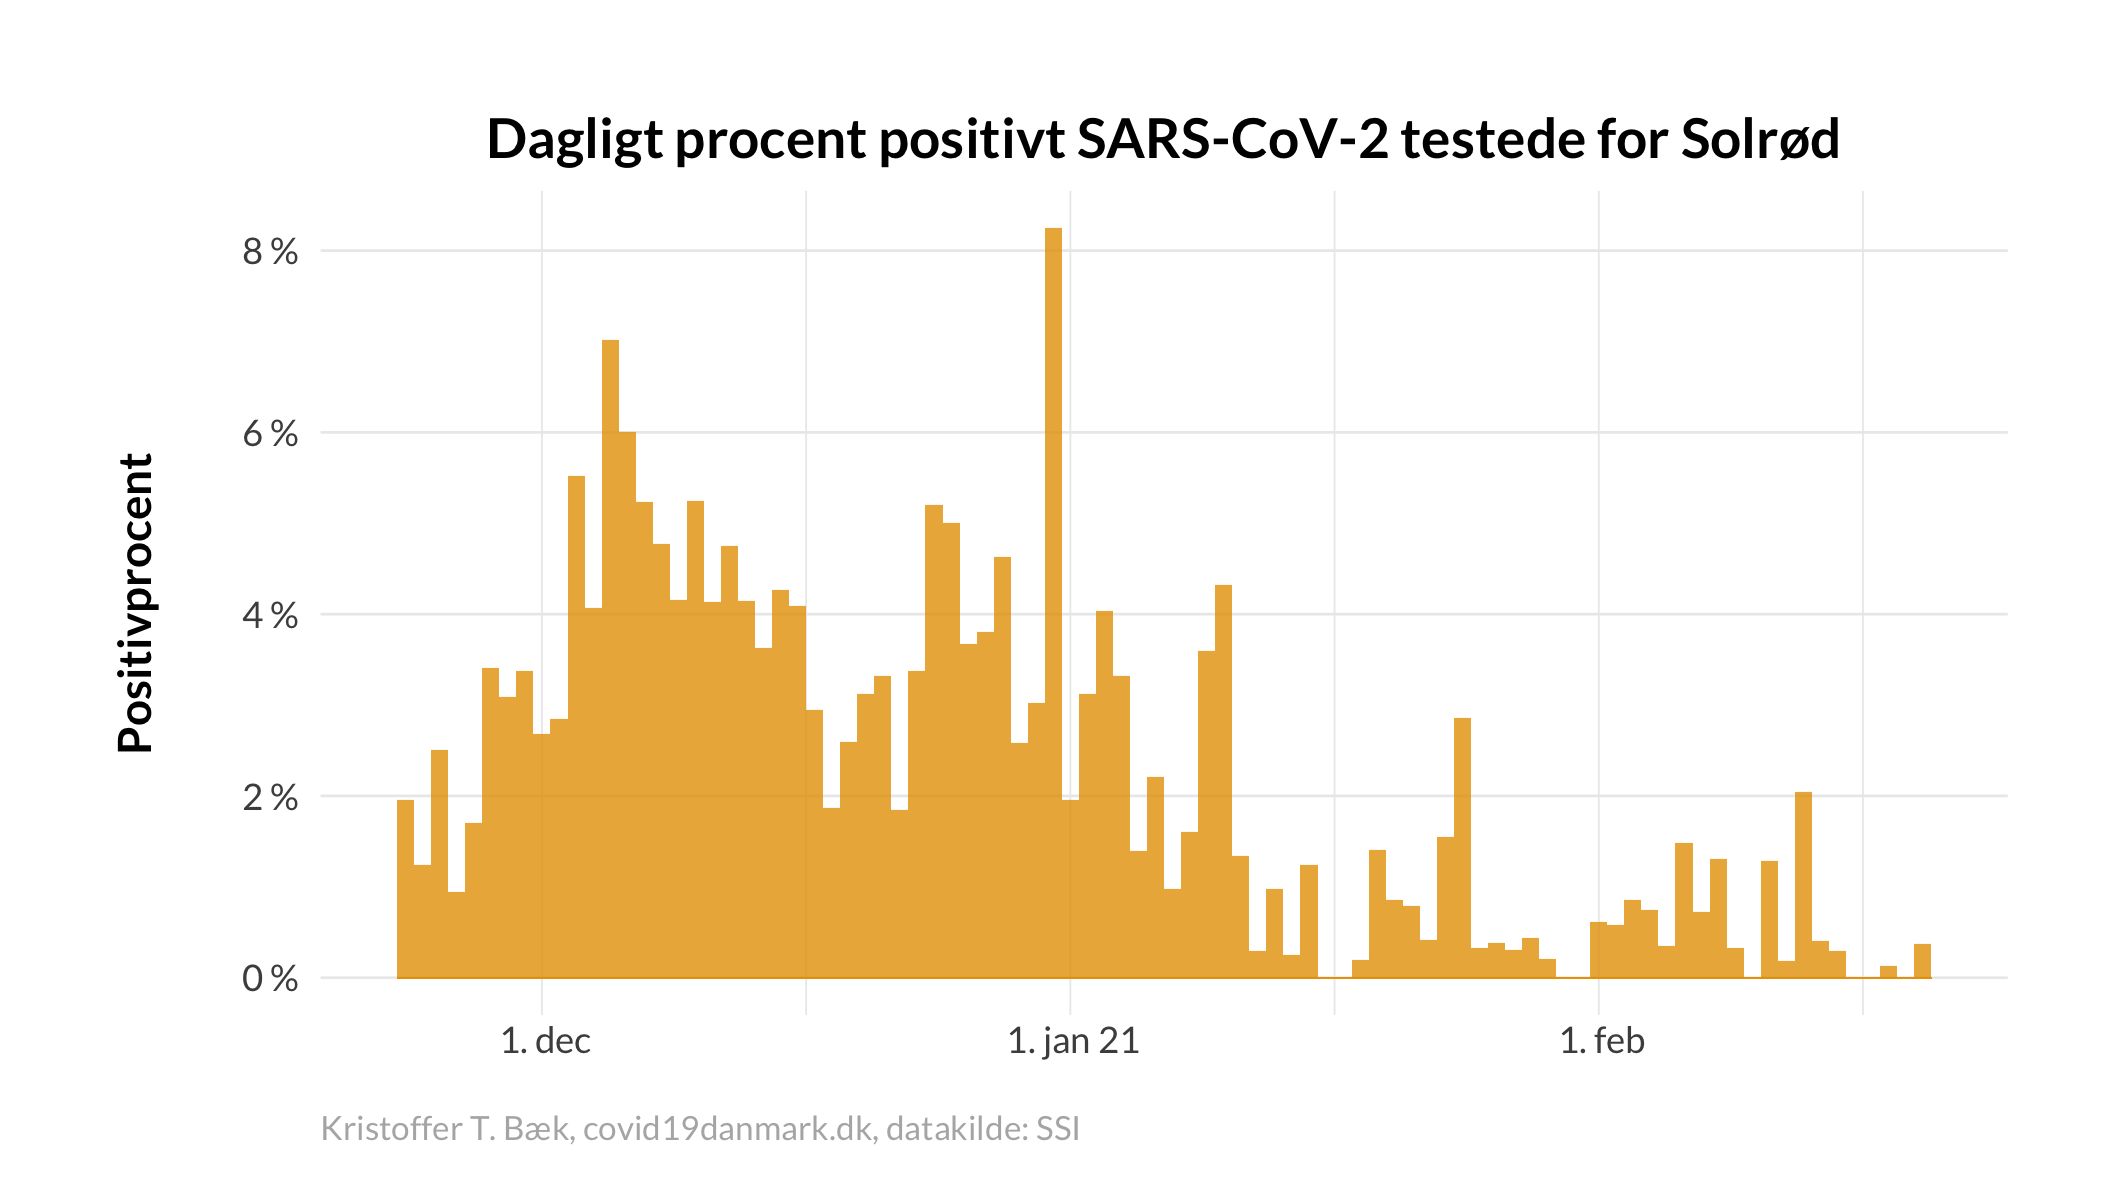 Dagligt procent positivt SARS-CoV-2 testede for Solrød
Positivprocent
8 %
6 %
4 %
2 %
0 %
1. dec
1. jan 21
1. feb
Kristoffer T. Bæk, covid19danmark.dk, datakilde: SSI